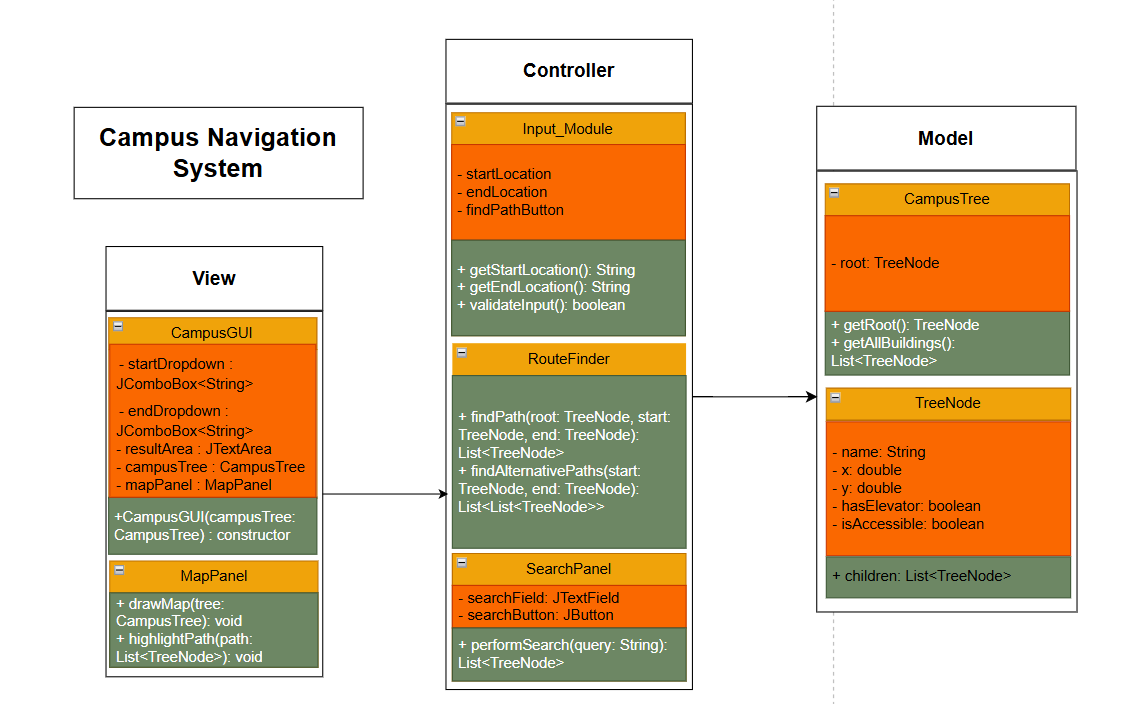 Campus Navigation
System
View
CampusGUI
- startDropdown :
JComboBox<String>
- endDropdown :
JComboBox<String>
- resultArea : JTextArea
- campusTree : CampusTree
- mapPanel : MapPanel
+CampusGUI(campusTree:
CampusTree) : constructor
MapPanel
+ drawMap(tree:
CampusTree): void
+ highlightPath(path:
List<TreeNode>): void
Controller
Input_Module
- startLocation
- endLocation
- findPathButton
+ getStartLocation(): String
+ getEndLocation(): String
+ validateInput(): boolean
RouteFinder
+ findPath(root: TreeNode, start:
TreeNode, end: TreeNode):
List<TreeNode>
+ findAlternativePaths(start:
TreeNode, end: TreeNode):
List<List<TreeNode>>
SearchPanel
- searchField: JTextField
- searchButton: JButton
+ performSearch(query: String):
List<TreeNode>
Model
CampusTree
- root: TreeNode
+ getRoot(): TreeNode
+ getAllBuildings():
List<TreeNode>
TreeNode
- name: String
- x: double
- y: double
- hasElevator: boolean
- isAccessible: boolean
+ children: List<TreeNode>